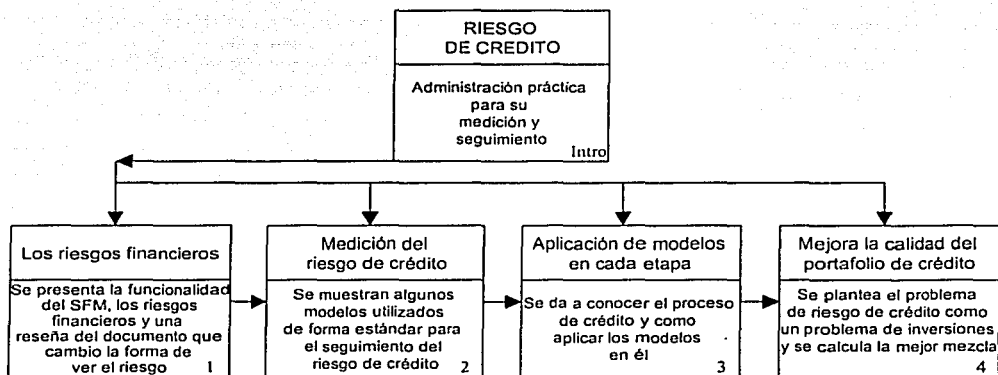 RIESGO
DE CREDITO
Administración práctica
para su
medición y
seguimiento
Intro
Los riesgos financieros
Se presenta la funcionalidad
del SFM, los riesgos
financieros y una
reseña del documento que
cambio la forma de
ver el riesgo
1
Medición del
riesgo de crédito
Se muestran algunos
modelos utilizados
de forma estándar para
el seguimiento del
riesgo de crédito
2
Aplicación de modelos
en cada etapa
Se da a conocer el proceso
de crédito y como
aplicar los modelos
en él
3
Mejora la calidad del
portafolio de crédito
Se plantea el problema
de riesgo de crédito como
un problema de inversiones
y se calcula la mejor mezcla
4